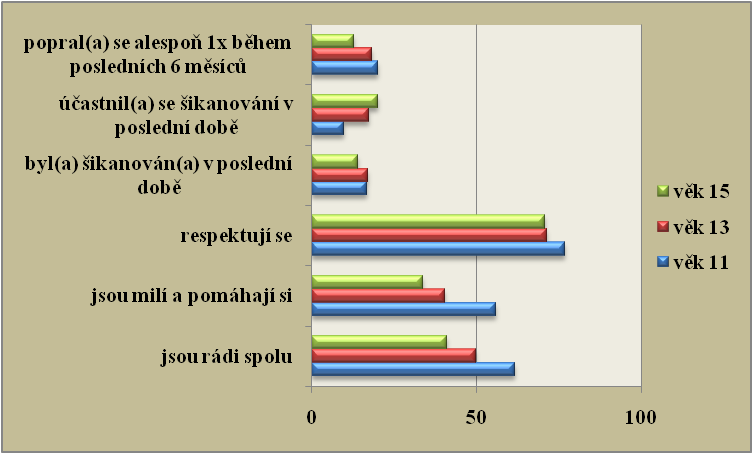 popral(a) se alespoň 1x během
posledních 6 měsíců
účastnil(a) se šikanování v
poslední době
byl(a) šikanován(a) v poslední
době
respektují se
jsou milí a pomáhají si
jsou rádi spolu
0
50
100
věk 15
věk 13
věk 11